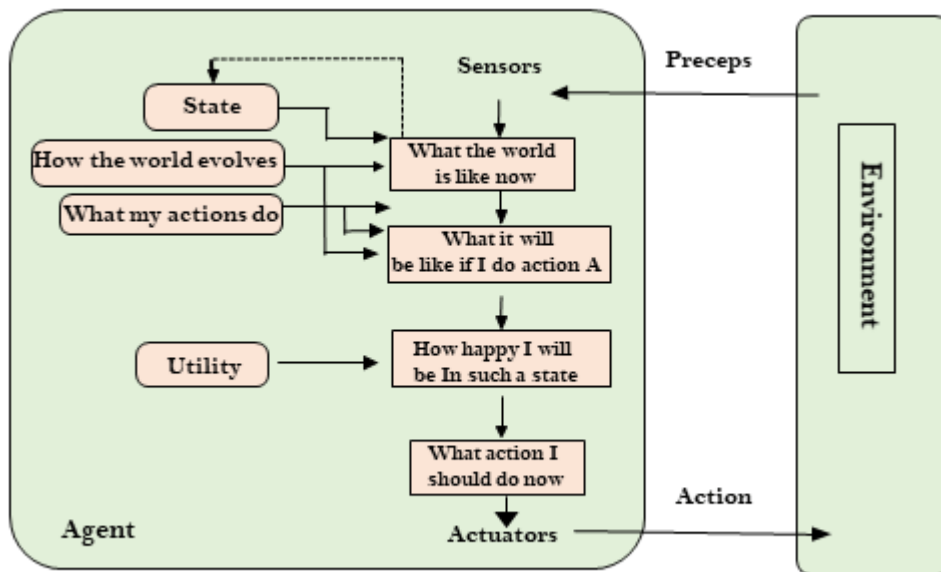 Sensors
Preceps
State
What the world
is like now
How the world evolves
What my actions do
What it will
be like if I do action A
Environment
How happy I will
be In such a state
Utility
What action I
should do now
Action
Agent
Actuators